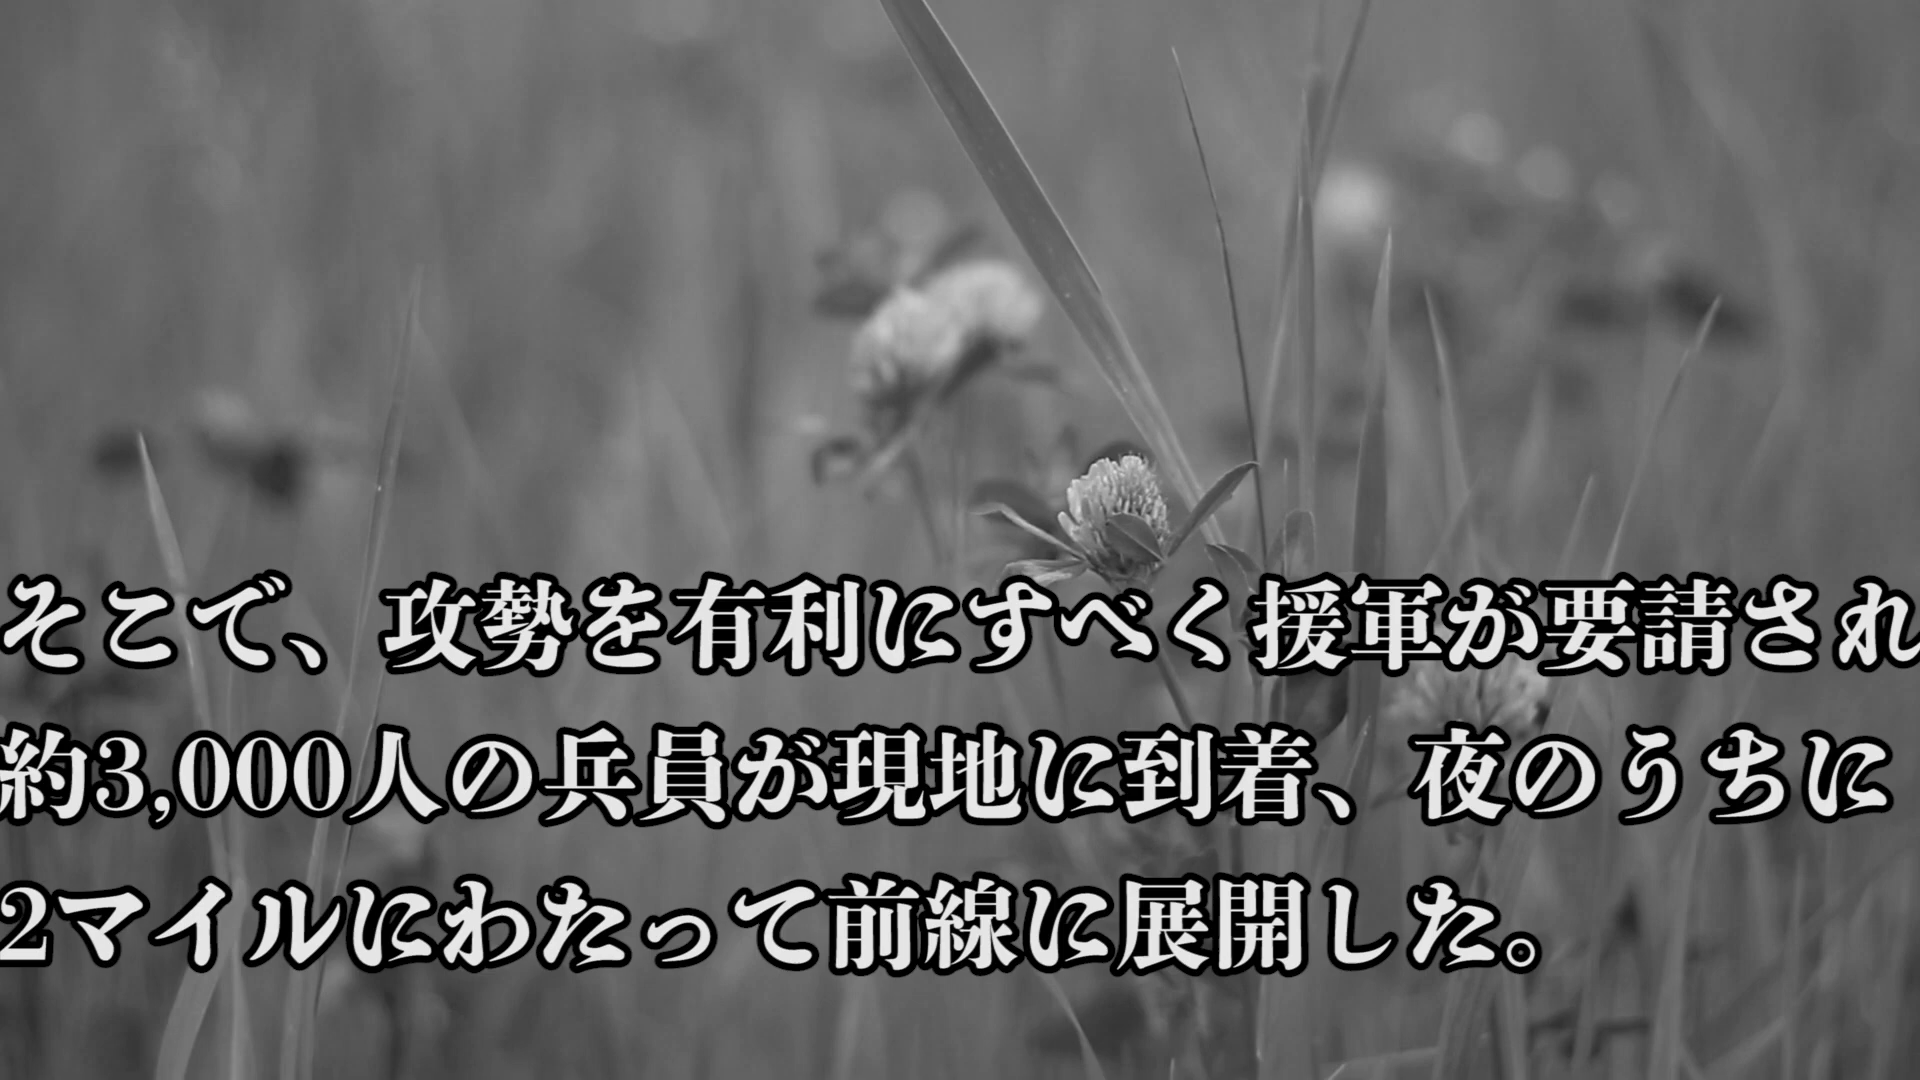 そこで、攻勢を有利にすべく援軍が要請され
約3,000人の兵員が現地に到着、夜のうちに
2マイルにわたって前線に展開した。